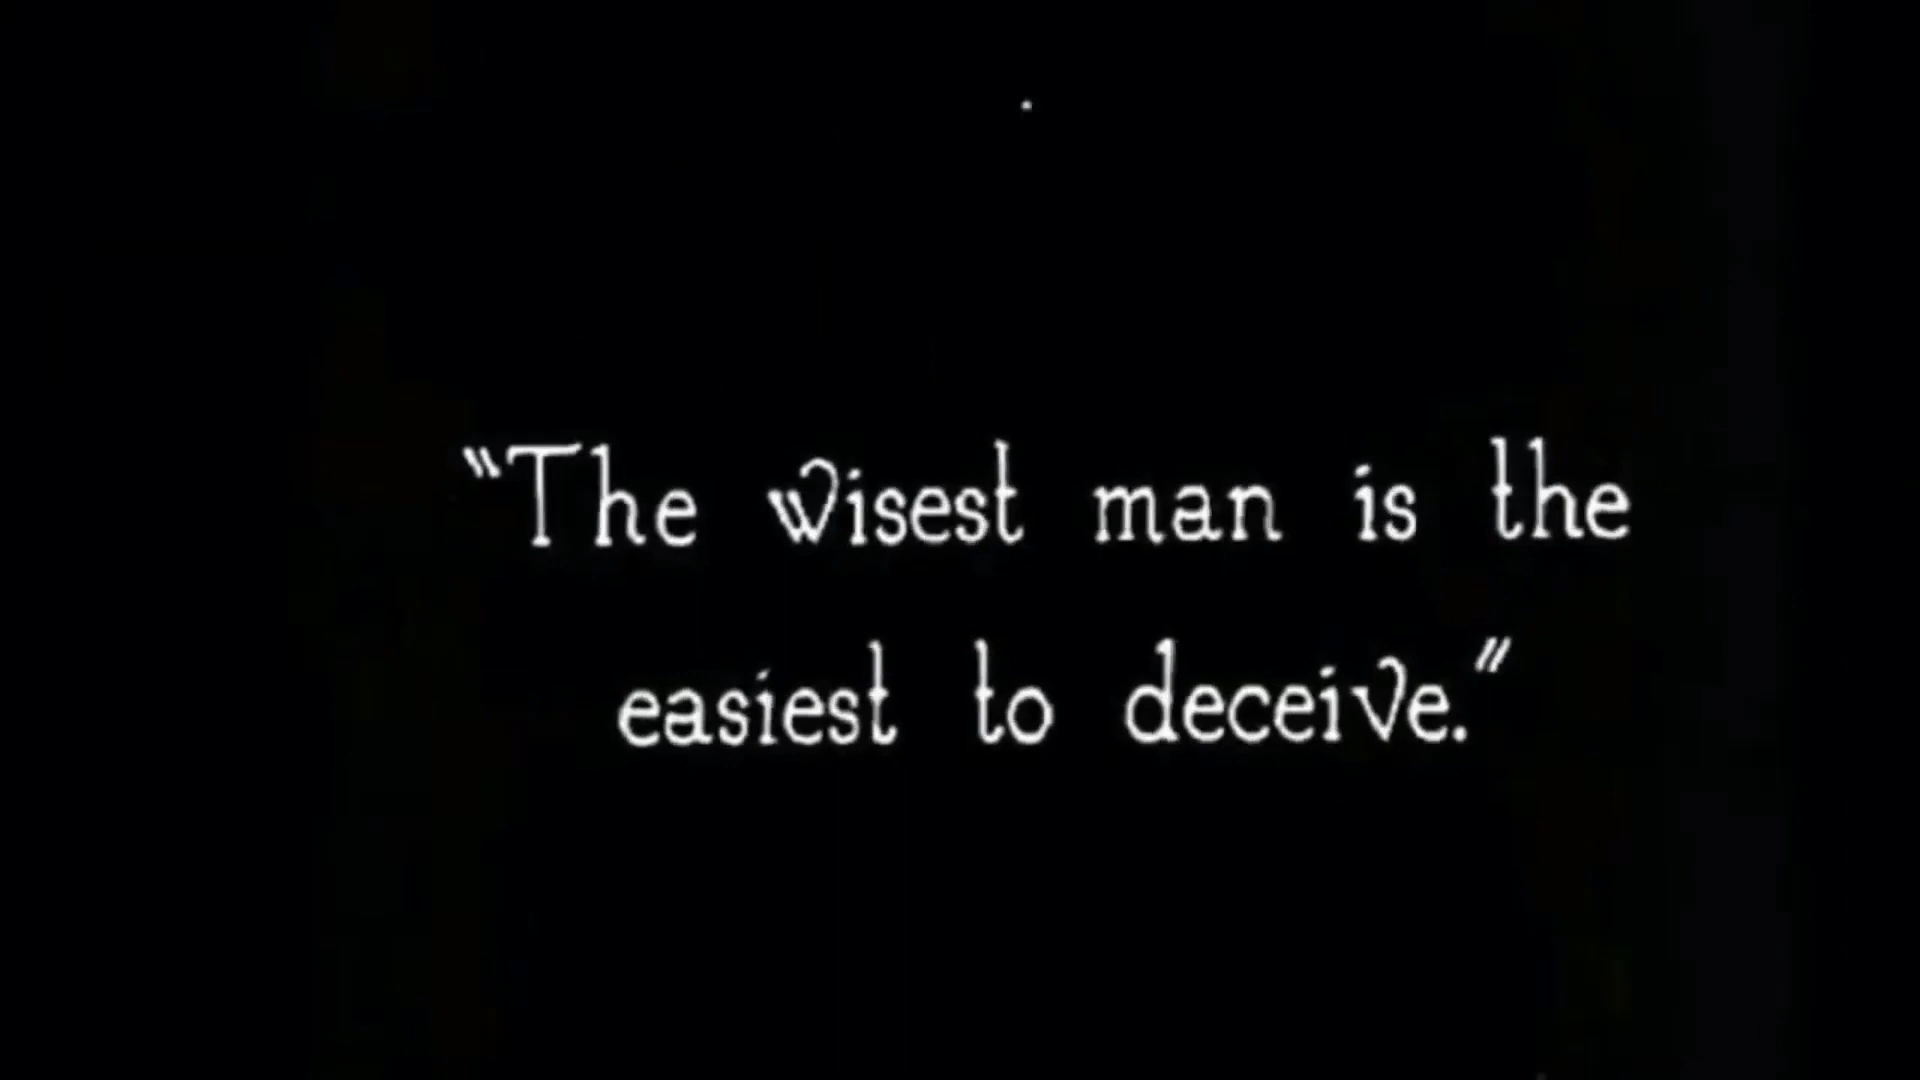 "The wisest man is the
easiest to deceive."